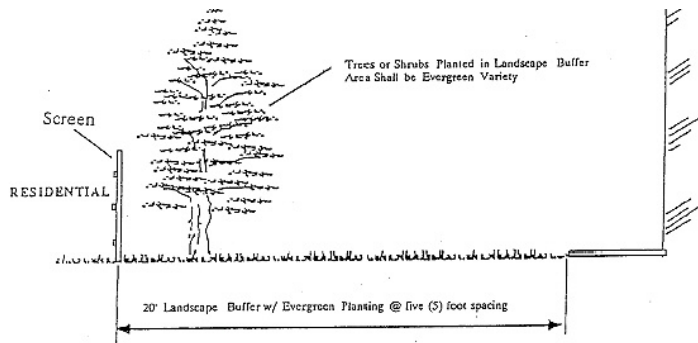 Trees or Shrubs Planted in Landscape Buffer
Area Shall be Evergreen Variety
Screen
RESIDENTIAL
20' Landscape Buffer w/ Evergreen Planting @ five (5) foot spacing